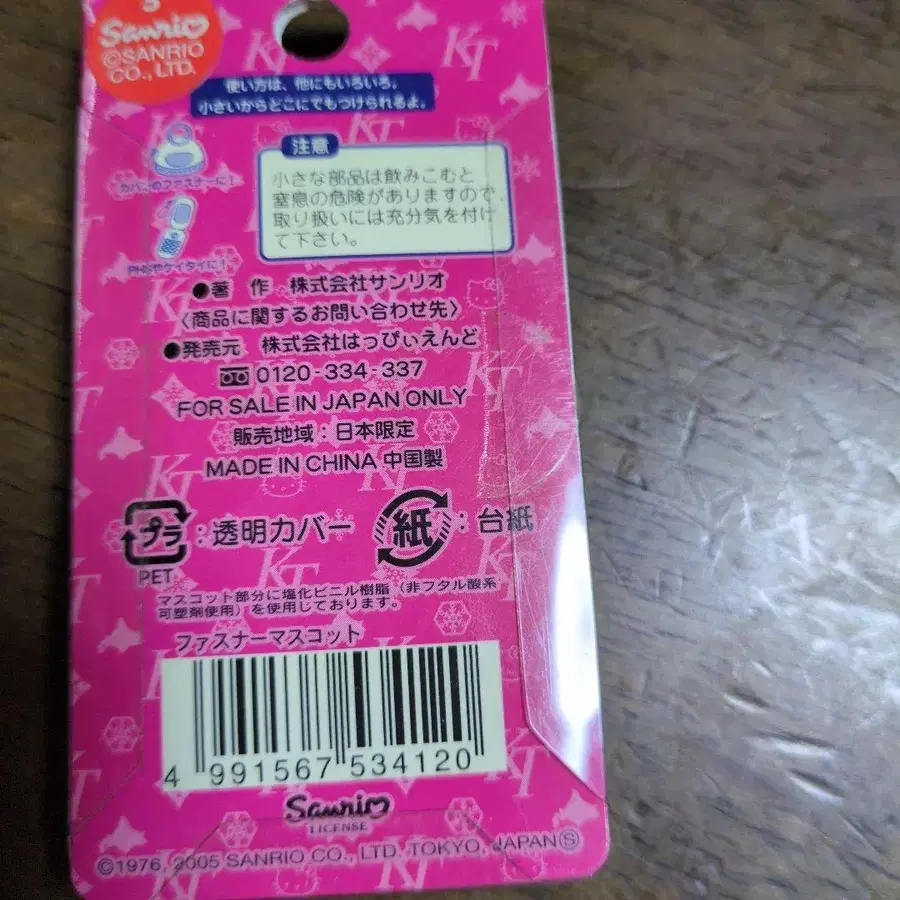 Sanrio
©SANRIO
CO., LTD.
使い方は、他にもいろいろ。
小さいからどこにでもつけられるよ。
注意
カバンのファスナーに!
小さな部品は飲みこむと
窒息の危険がありますので、
取り扱いには充分気を付け
て下さい。
PHSやケイタイに!
●著 作 株式会社サンリオ
〈商品に関するお問い合わせ先〉
●発売元 株式会社はっぴぃえんど
0120-334-337
FOR SALE IN JAPAN ONLY
販売地域:日本限定
MADE IN CHINA 中国製
プラ:透明カバー 紙:台紙
PET
マスコット部分に塩化ビニル樹脂(非フタル酸系
可塑剤使用)を使用しております。
ファスナーマスコット
4 991567 534120
Sanrio
LICENSE
©1976, 2005 SANRIO CO., LTD. TOKYO, JAPAN Ⓢ